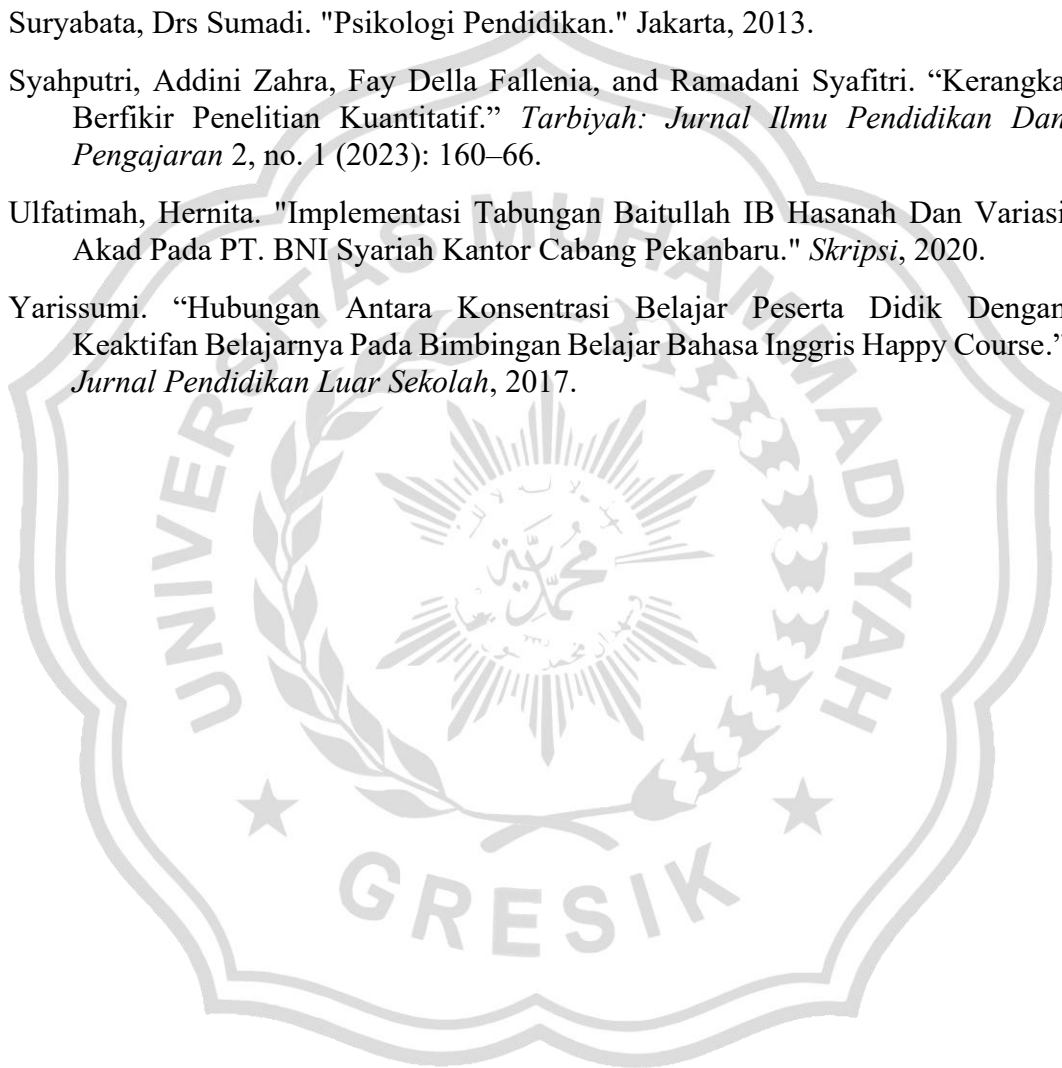 Suryabata, Drs Sumadi. "Psikologi Pendidikan." Jakarta, 2013.
Syahputri, Addini Zahra, Fay Della Fallenia, and Ramadani Syafitri. “Kerangka
Berfikir Penelitian Kuantitatif.” Tarbiyah: Jurnal Ilmu Pendidikan Dan
Pengajaran 2, no. 1 (2023): 160–66.
Ulfatimah, Hernita. "Implementasi Tabungan Baitullah IB Hasanah Dan Variasi
Akad Pada PT. BNI Syariah Kantor Cabang Pekanbaru." Skripsi, 2020.
Yarissumi. “Hubungan Antara Konsentrasi Belajar Peserta Didik Dengan
Keaktifan Belajarnya Pada Bimbingan Belajar Bahasa Inggris Happy Course.”
Jurnal Pendidikan Luar Sekolah, 2017.
UNIVERSITAS MUHAMMADIYAH
GRESIK